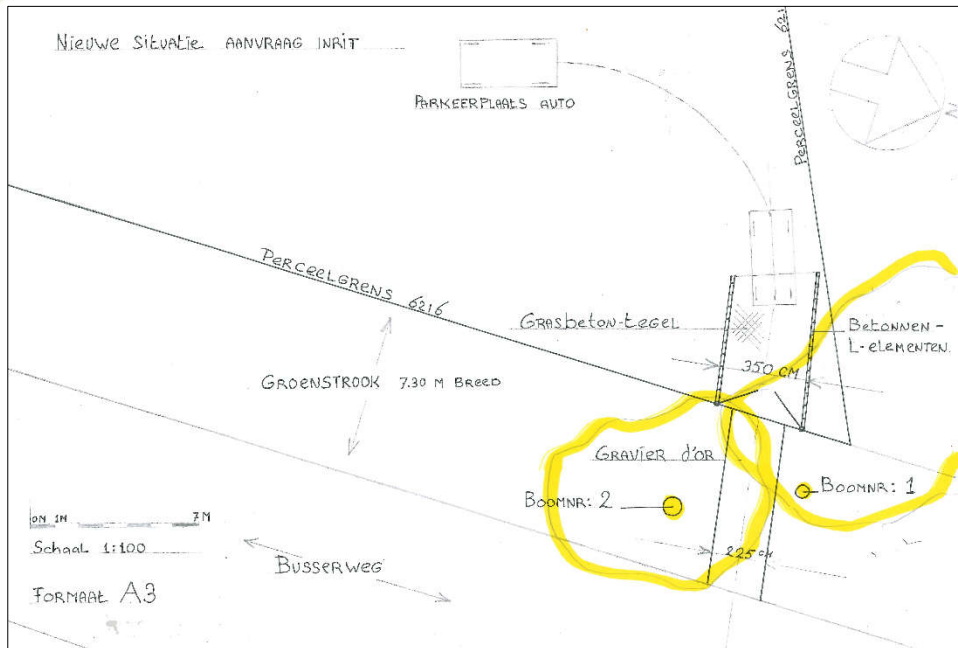 Nieuwe Situatie AANVRAAG INRIT
PARKEERPLAATS AUTO
PERCEELGRENS 621
PERCEELGRENS 6216
GRASBETON-TEGEL
BETONNEN-
L-ELEMENTEN.
350 CM
GROENSTROOK 7.30 M BREED
GRAVIER d'OR
BOOMNR: 2
BOOMNR: 1
0M 1M 7M
Schaal 1:100
225 CM
BUSSERWEG
FORMAAT A3